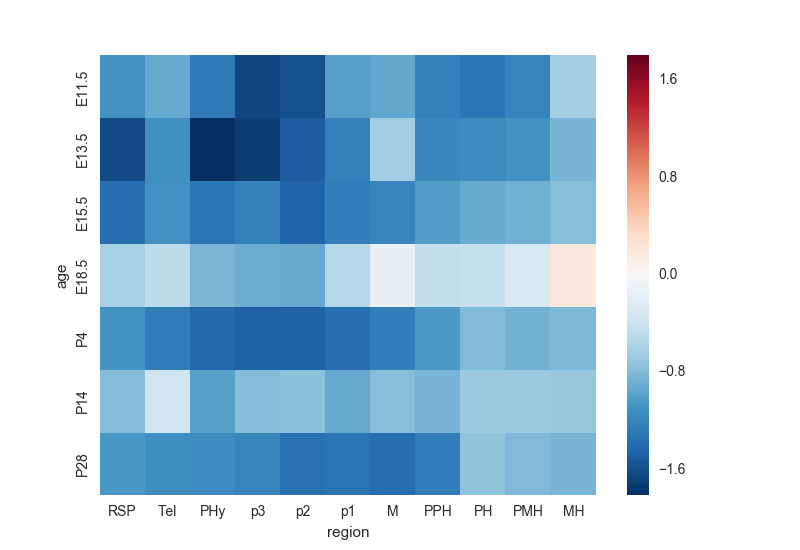 age
E11.5
E13.5
E15.5
E18.5
P4
P14
P28
RSP Tel PHy p3 p2 p1 M PPH PH PMH MH
region
1.6
0.8
0.0
−0.8
−1.6